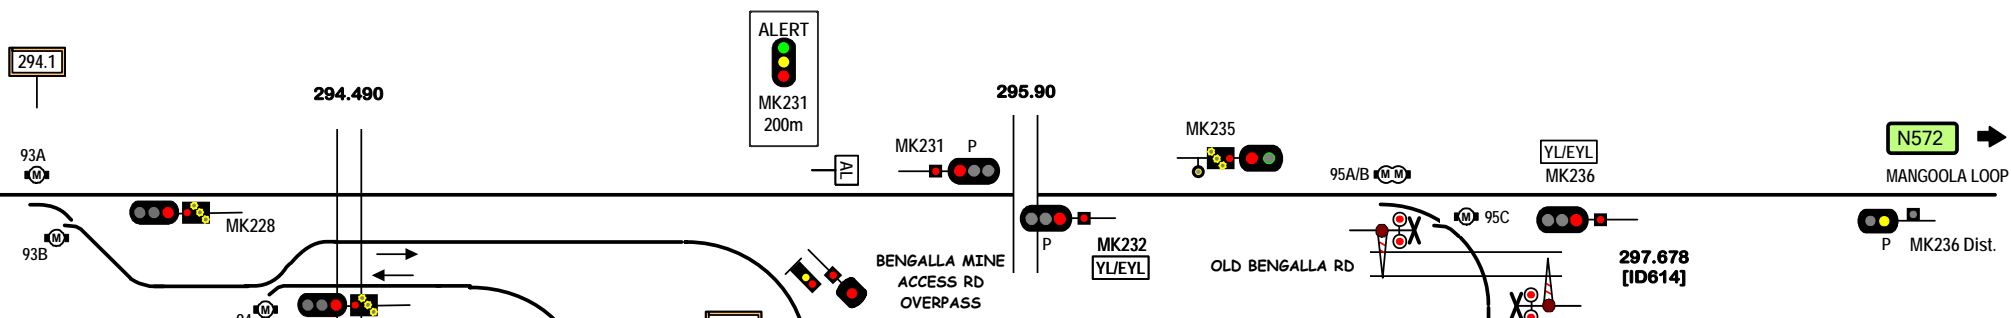 294.1
93A
M
93B
M
MK228
294.490
M
ALERT
MK231
200m
AL
MK231 P
295.90
BENGALLA MINE
ACCESS RD
OVERPASS
P
MK232
YL/EYL
MK235
95A/B M M
OLD BENGALLA RD
M 95C
YL/EYL
MK236
297.678
[ID614]
N572
MANGOOLA LOOP
P MK236 Dist.